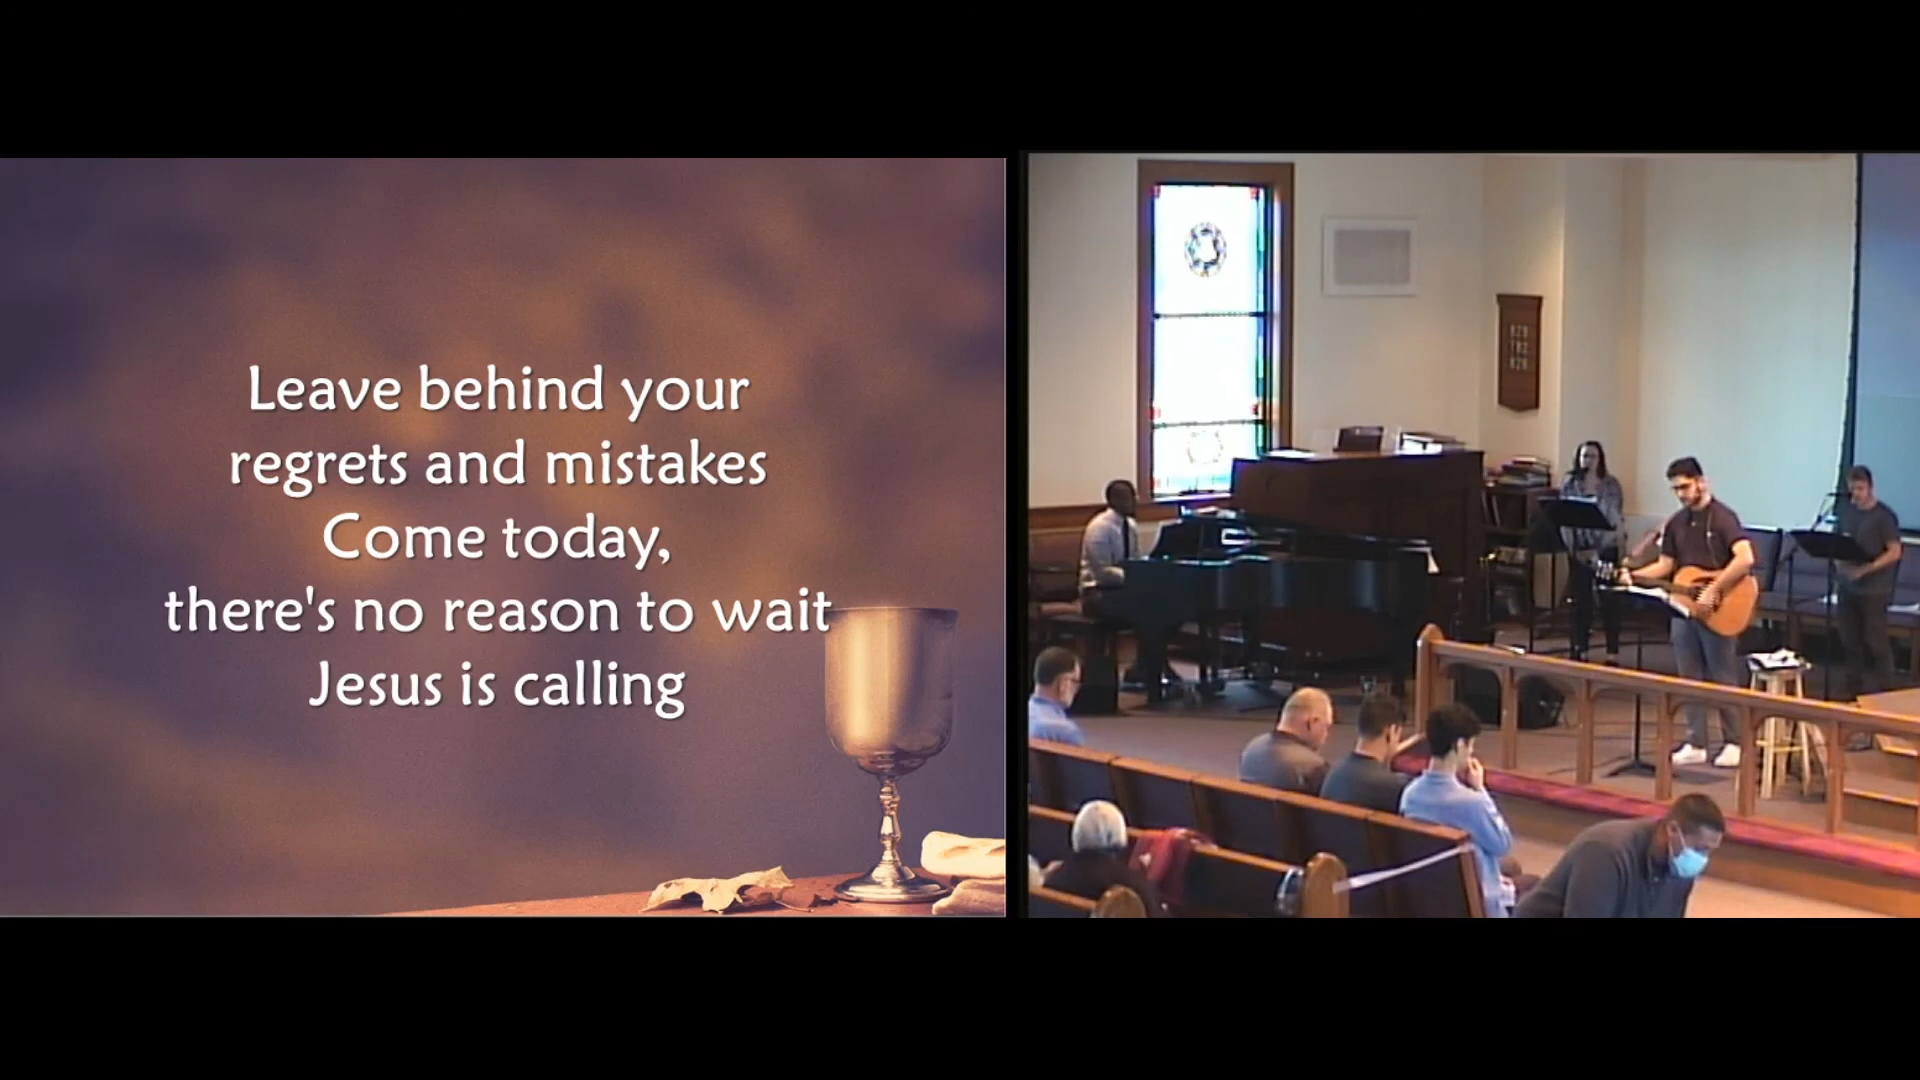 Leave behind your
regrets and mistakes
Come today,
there's no reason to wait
Jesus is calling